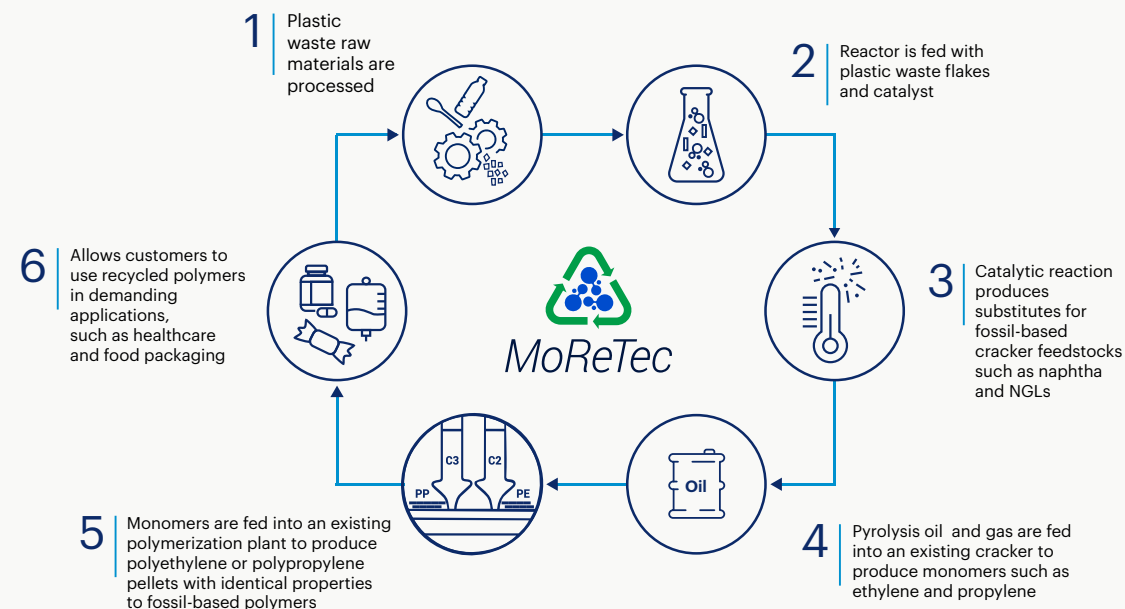 1
Plastic
waste raw
materials are
processed
2
Reactor is fed with
plastic waste flakes
and catalyst
3
Catalytic reaction
produces
substitutes for
fossil-based
cracker feedstocks
such as naphtha
and NGLs
4
Pyrolysis oil  and gas are fed
into an existing cracker to
produce monomers such as
ethylene and propylene
Oil
5
Monomers are fed into an existing
polymerization plant to produce
polyethylene or polypropylene
pellets with identical properties
to fossil-based polymers
C3 C2
PP PE
6
Allows customers to
use recycled polymers
in demanding
applications,
such as healthcare
and food packaging
MoReTec